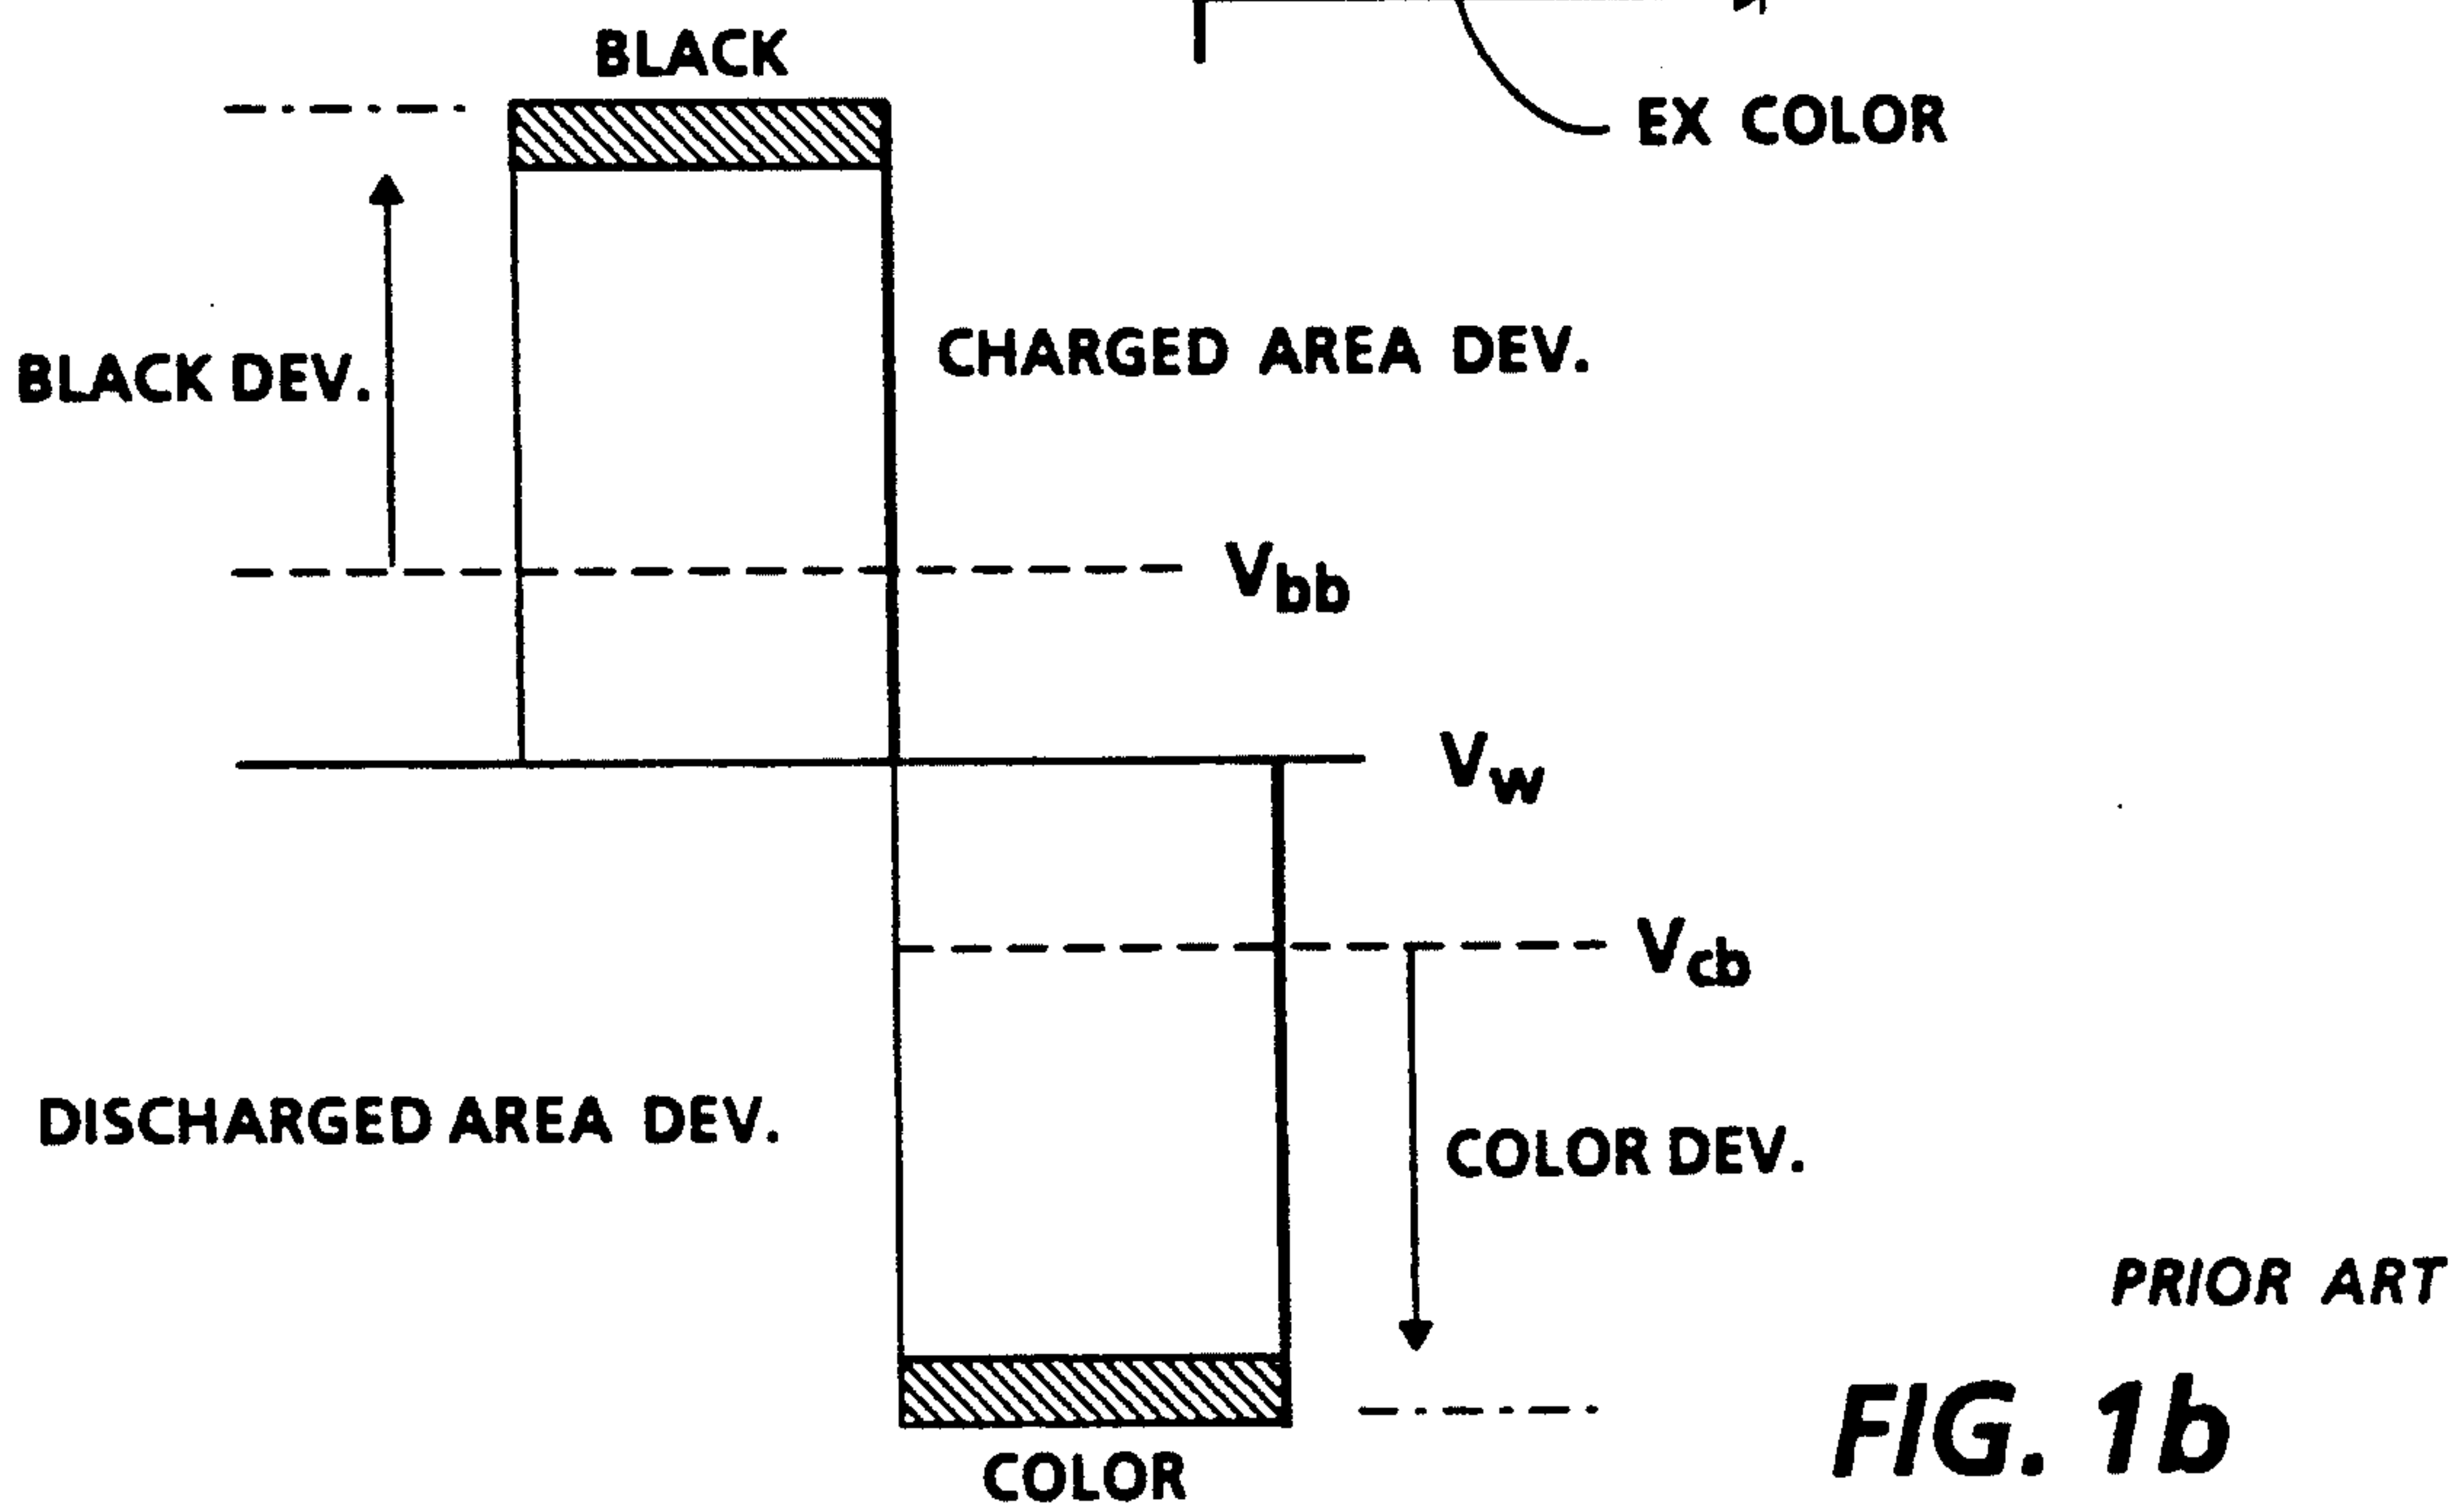 BLACK
EX COLOR
CHARGED AREA DEV.
BLACK DEV.
Vbb
Vw
Vcb
DISCHARGED AREA DEV.
COLOR DEV.
PRIOR ART
FIG. 1b
COLOR